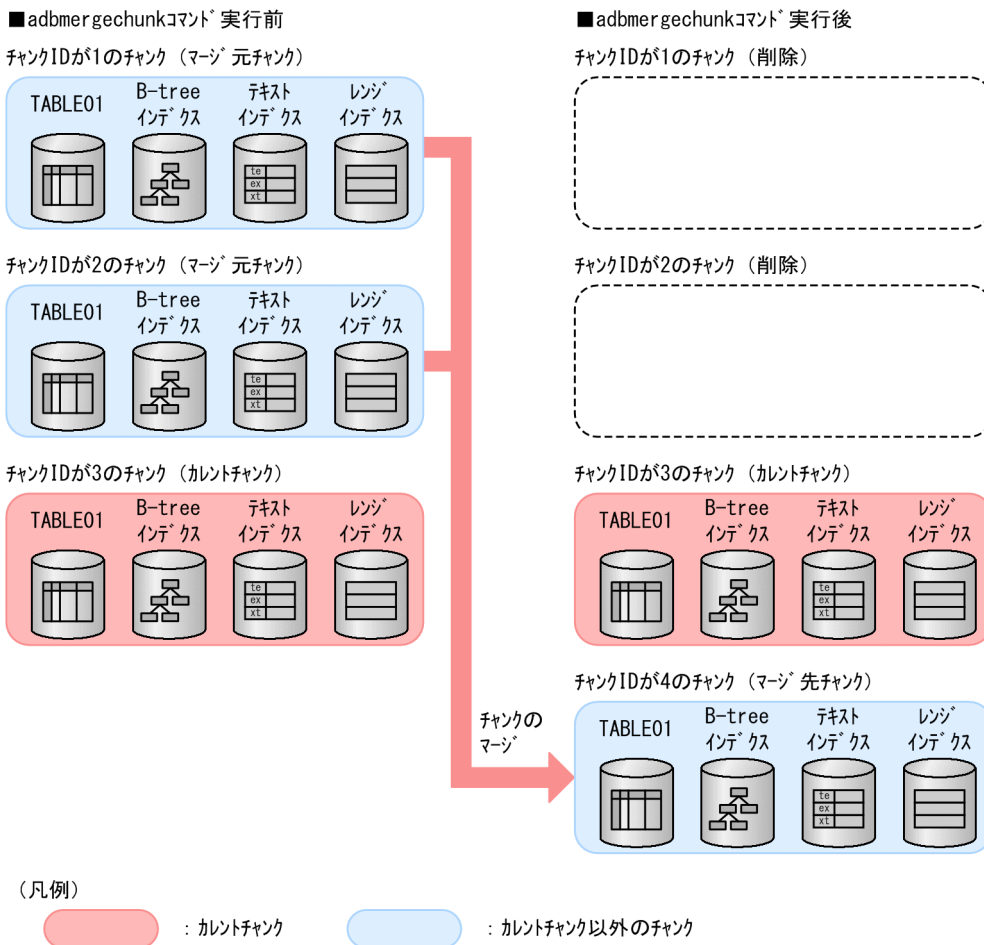 ■adbmergechunkコマンド実行前
チャンクIDが1のチャンク（マージ元チャンク）
TABLE01
B-tree
インデクス
テキスト
インデクス
レンジ
インデクス
te
ex
xt
チャンクIDが2のチャンク（マージ元チャンク）
TABLE01
B-tree
インデクス
テキスト
インデクス
レンジ
インデクス
te
ex
xt
チャンクIDが3のチャンク（カレントチャンク）
TABLE01
B-tree
インデクス
テキスト
インデクス
レンジ
インデクス
te
ex
xt
チャンクの
マージ
■adbmergechunkコマンド実行後
チャンクIDが1のチャンク（削除）
チャンクIDが2のチャンク（削除）
チャンクIDが3のチャンク（カレントチャンク）
TABLE01
B-tree
インデクス
テキスト
インデクス
レンジ
インデクス
te
ex
xt
チャンクIDが4のチャンク（マージ先チャンク）
TABLE01
B-tree
インデクス
テキスト
インデクス
レンジ
インデクス
te
ex
xt
（凡例）
：カレントチャンク
：カレントチャンク以外のチャンク